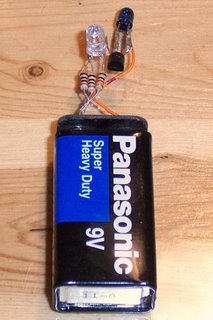 Panasonic
Super
Heavy Duty
9V